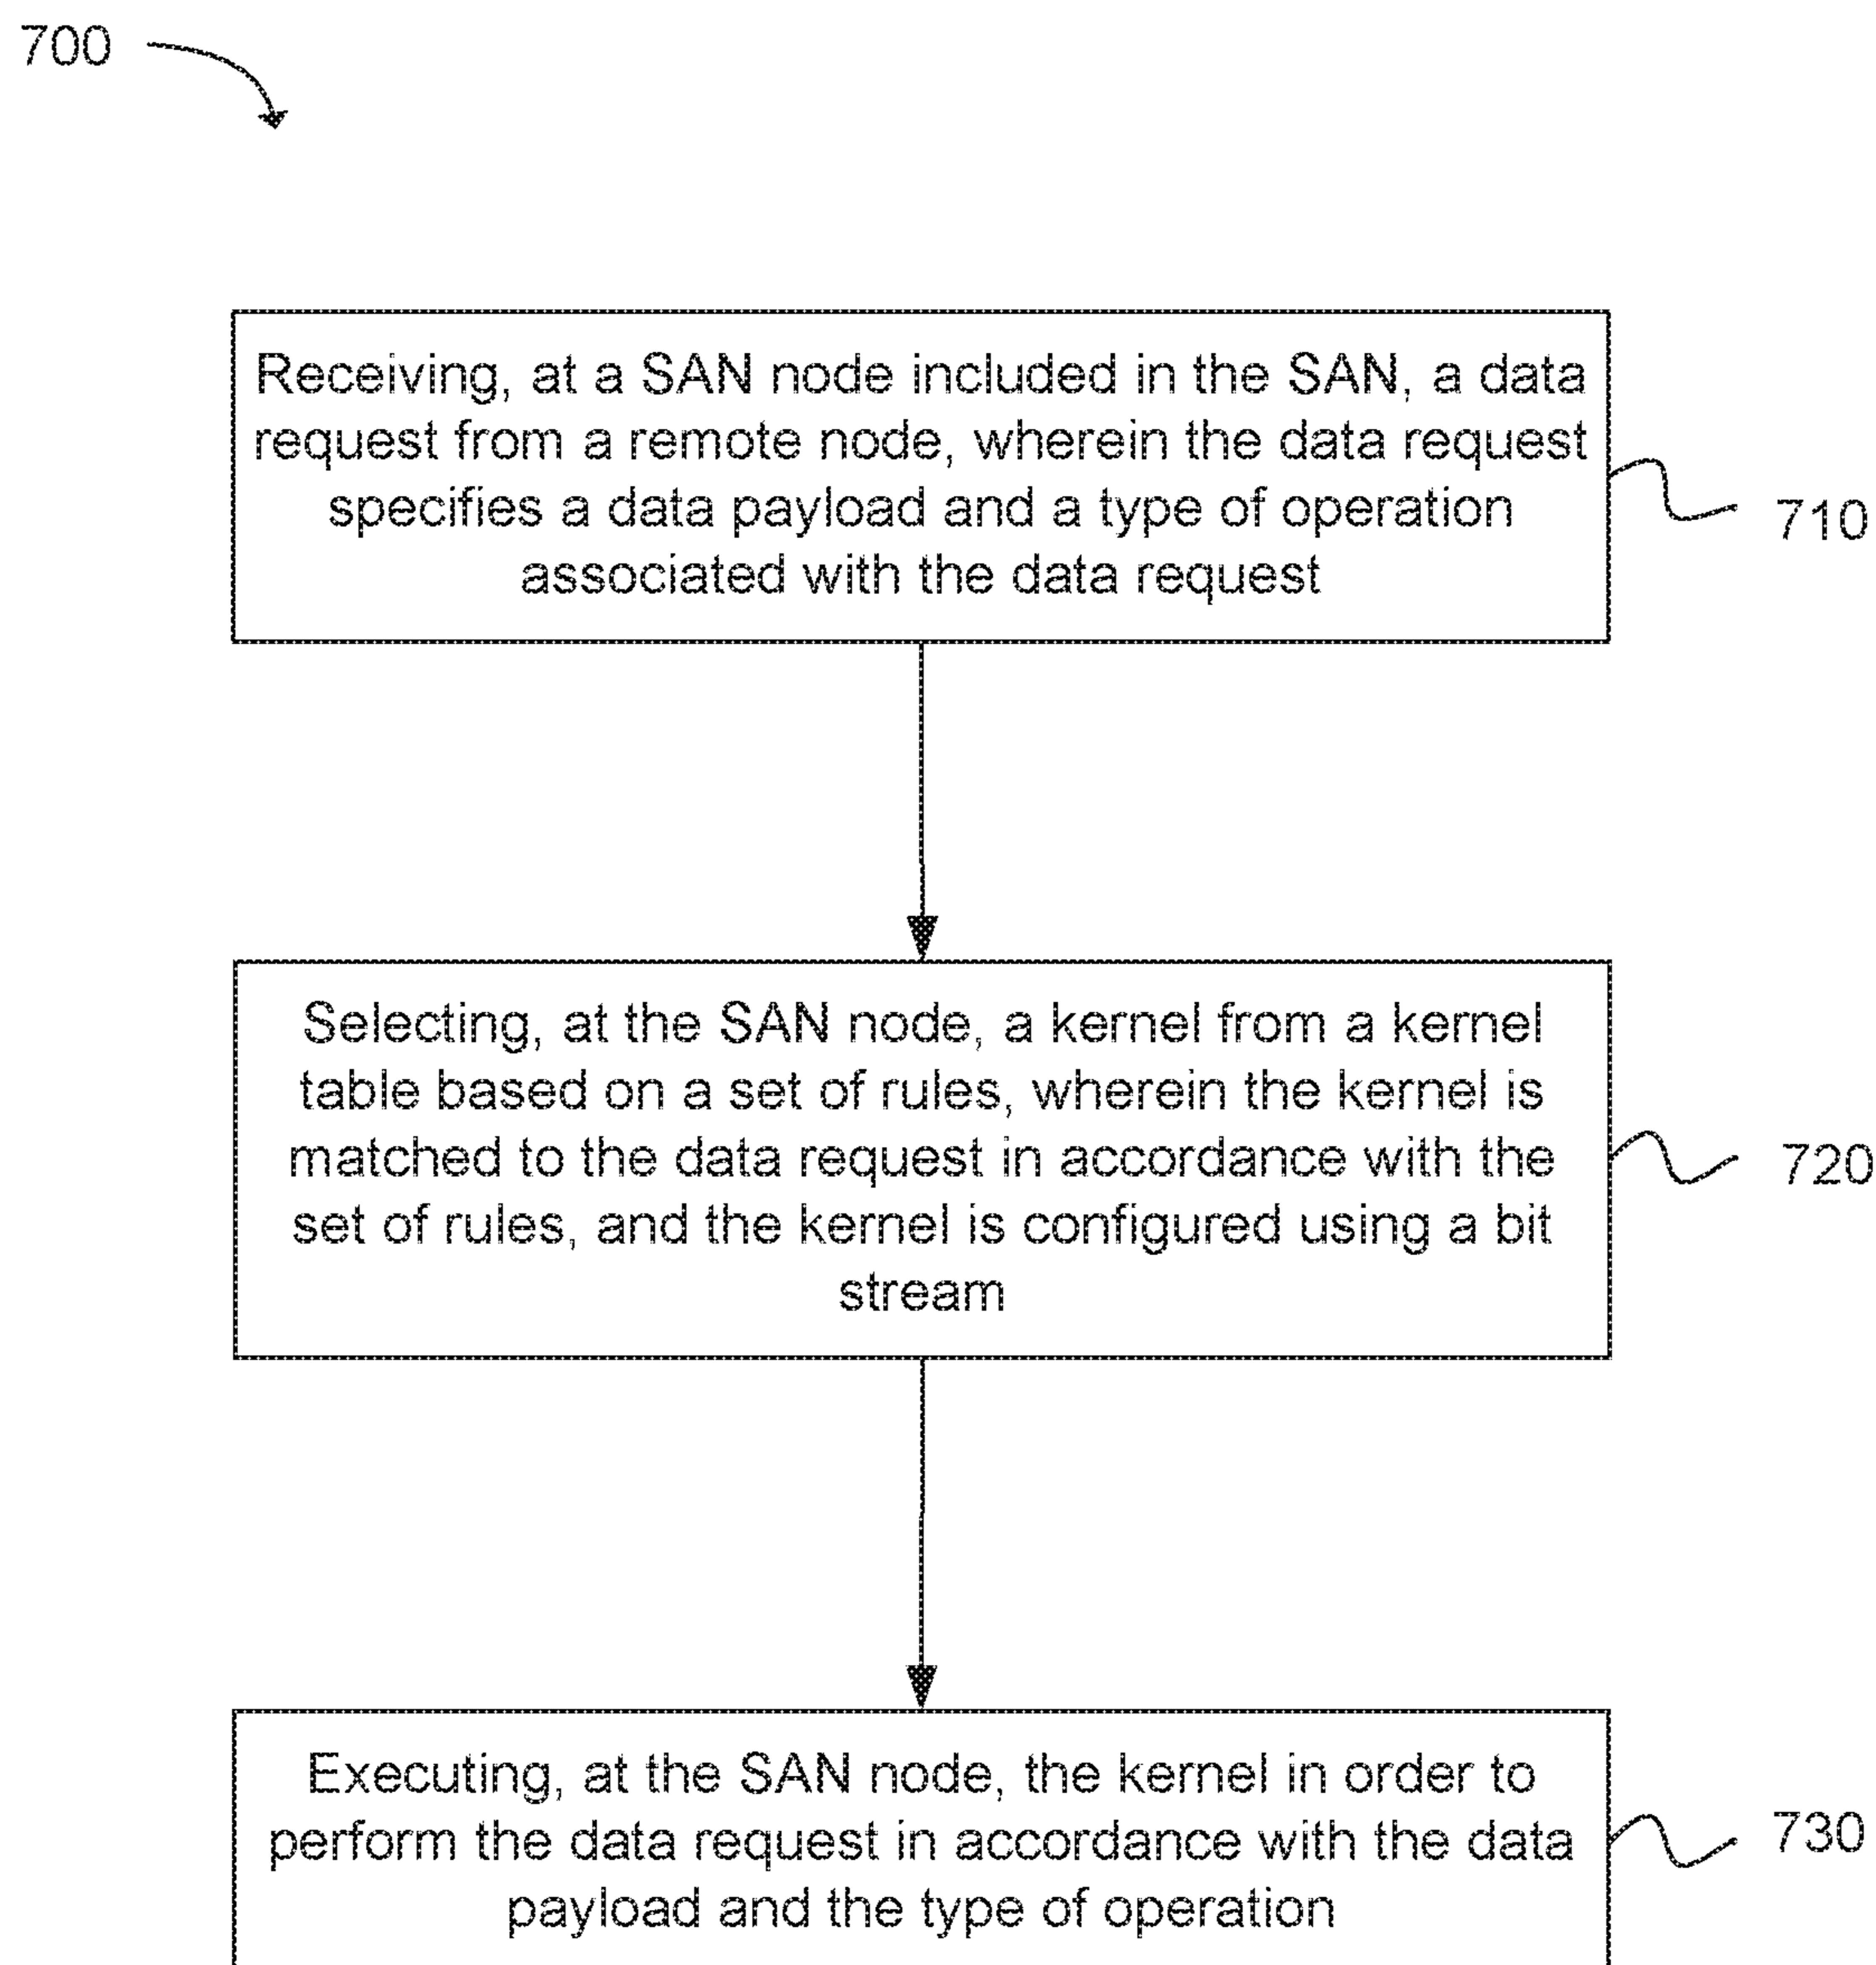 700
Receiving, at a SAN node included in the SAN, a data
request from a remote node, wherein the data request
specifies a data payload and a type of operation
associated with the data request
710
Selecting, at the SAN node, a kernel from a kernel
table based on a set of rules, wherein the kernel is
matched to the data request in accordance with the
set of rules, and the kernel is configured using a bit
stream
720
Executing, at the SAN node, the kernel in order to
perform the data request in accordance with the data
payload and the type of operation
730